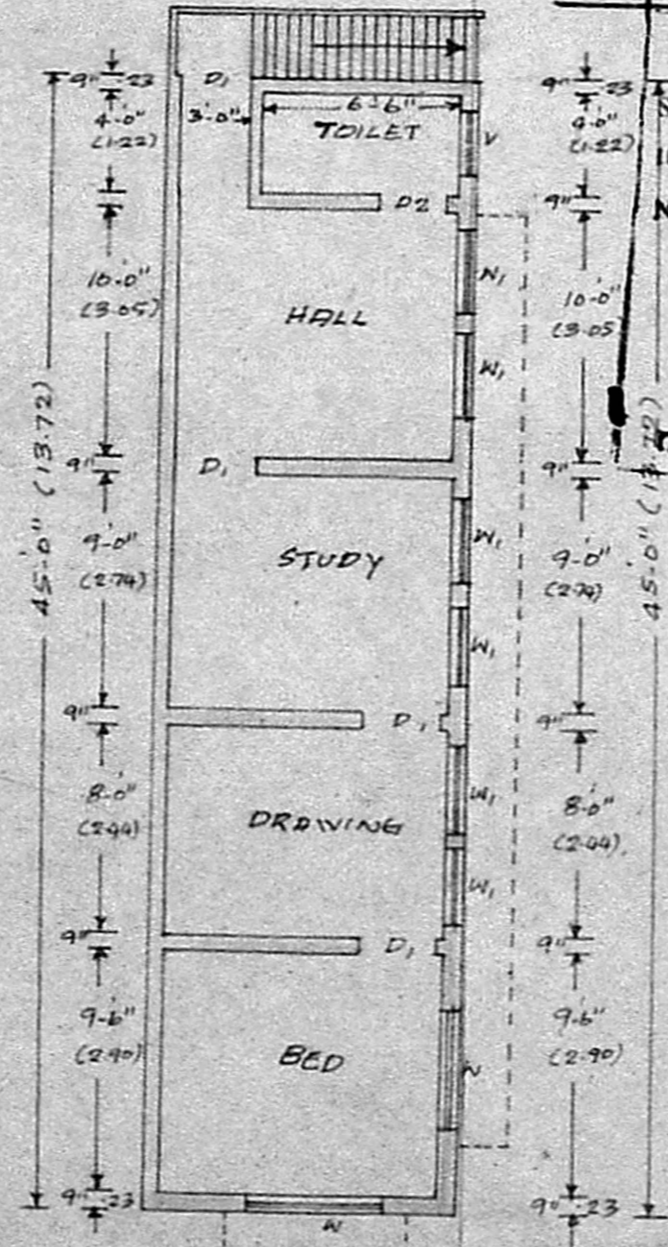 9" 23
D1
9" 23
4'-0"
(1.22)
3'-0"
6'-6"
TOILET
V
4'-0"
(1.22)
D2
9"
10'-0"
(3.05)
HALL
W1
10'-0"
(3.05
W1
45'-0" (13.72)
45'-0" (13.72)
9"
D1
9"
9'-0"
(2.74)
STUDY
W1
9'-0"
(2.74)
W1
9"
D1
9"
8'-0"
(2.44)
DRAWING
W1
8'-0"
(2.44)
W1
9"
D1
9"
9'-6"
(2.90)
BED
W
9'-6"
(2.90)
9" 23
9" 23
W